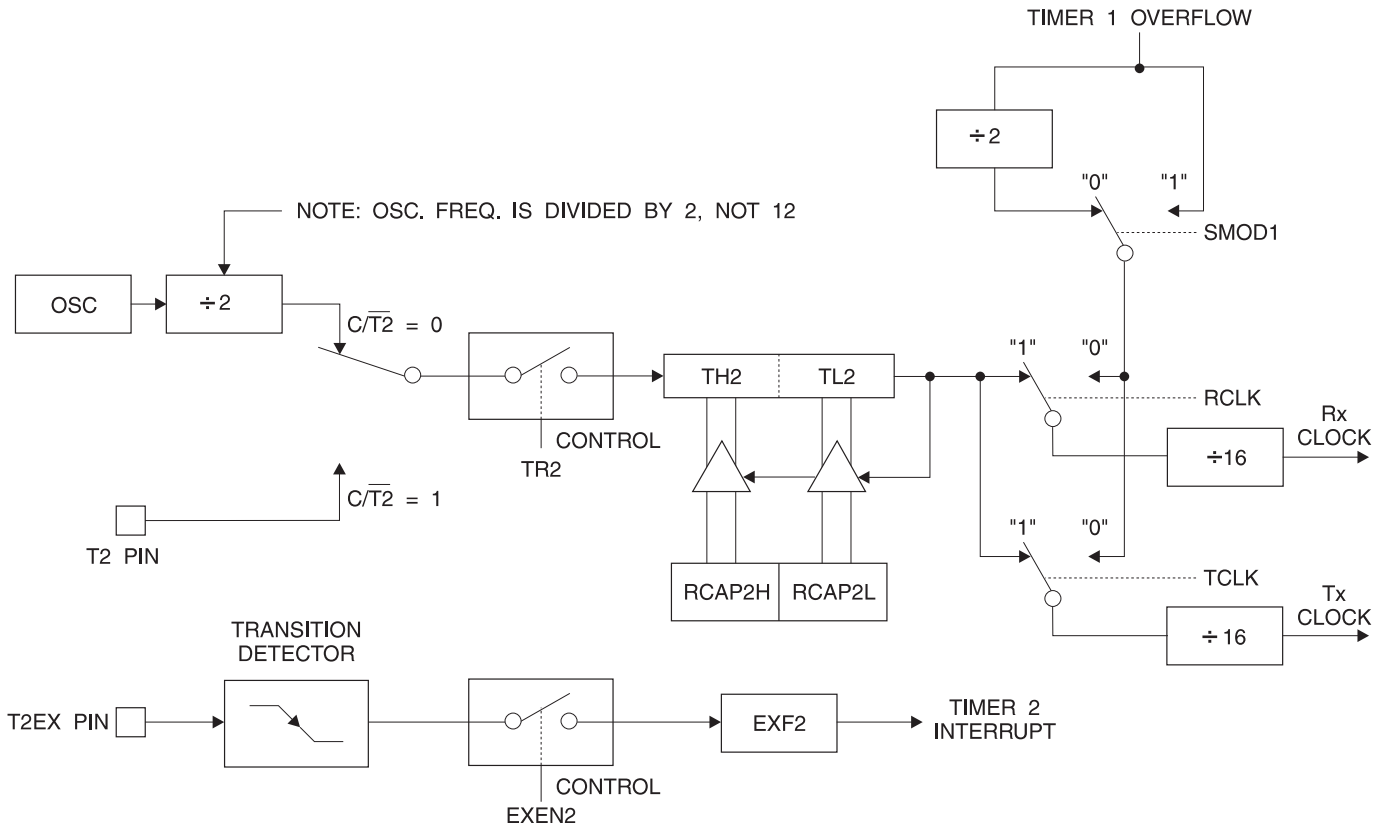 TIMER 1 OVERFLOW
÷2
"0" "1"
NOTE: OSC. FREQ. IS DIVIDED BY 2, NOT 12
SMOD1
OSC
÷2
C/T2̅ = 0
"1" "0"
TH2 TL2
RCLK
Rx
CLOCK
CONTROL
TR2
÷16
C/T2̅ = 1
"1" "0"
T2 PIN
RCAP2H RCAP2L
TCLK
Tx
CLOCK
÷16
TRANSITION
DETECTOR
T2EX PIN
EXF2
TIMER 2
INTERRUPT
CONTROL
EXEN2